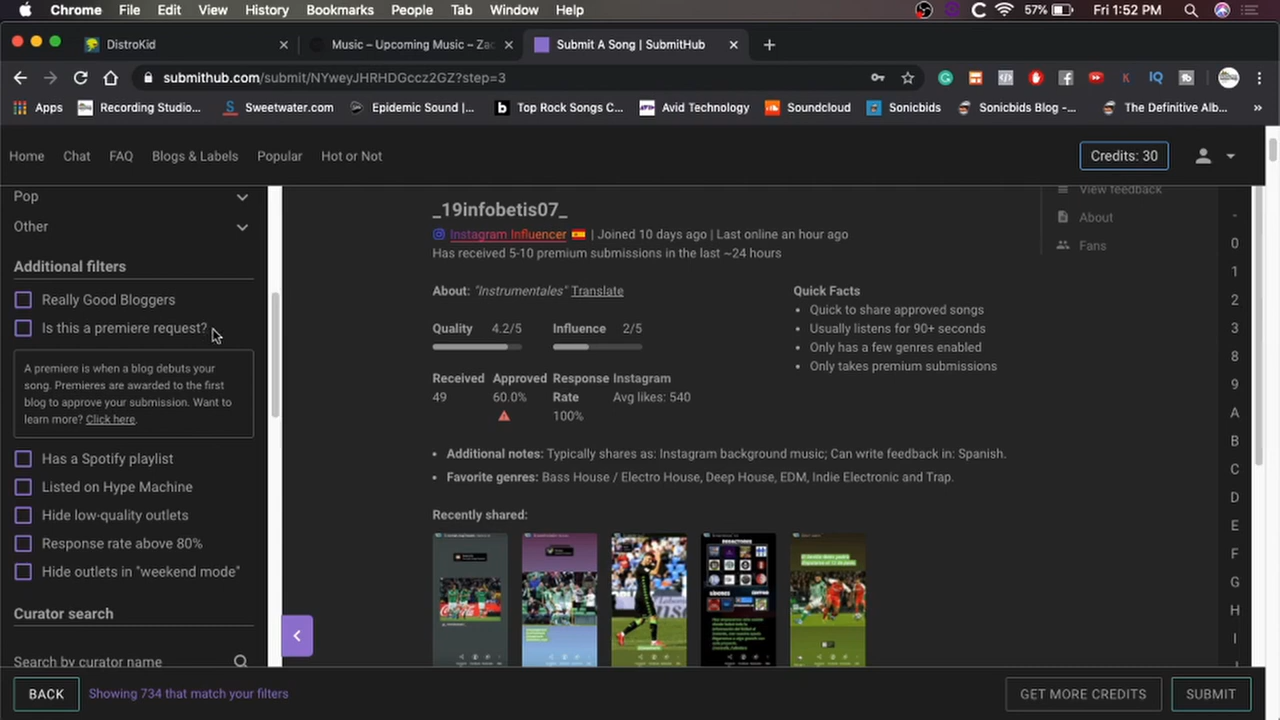 Chrome File Edit View History Bookmarks People Tab Window Help 57% Fri 1:52 PM
DistroKid Music – Upcoming Music – Zac Submit A Song | SubmitHub
submithub.com/submit/NYweyJHRHDGccz2GZ?step=3
Apps Recording Studio... Sweetwater.com Epidemic Sound |... Top Rock Songs C... Avid Technology Soundcloud Sonicbids Sonicbids Blog -... The Definitive Alb...
Home Chat FAQ Blogs & Labels Popular Hot or Not Credits: 30
Pop
Other
Additional filters
Really Good Bloggers
Is this a premiere request?
A premiere is when a blog debuts your
song. Premieres are awarded to the first
blog to approve your submission. Want to
learn more? Click here.
Has a Spotify playlist
Listed on Hype Machine
Hide low-quality outlets
Response rate above 80%
Hide outlets in "weekend mode"
Curator search
Search by curator name
_19infobetis07_
Instagram Influencer | Joined 10 days ago | Last online an hour ago
Has received 5-10 premium submissions in the last ~24 hours
About: "Instrumentales" Translate
Quality 4.2/5 Influence 2/5
Received Approved Response Instagram
49 60.0% Rate Avg likes: 540
100%
Quick Facts
• Quick to share approved songs
• Usually listens for 90+ seconds
• Only has a few genres enabled
• Only takes premium submissions
• Additional notes: Typically shares as: Instagram background music; Can write feedback in: Spanish.
• Favorite genres: Bass House / Electro House, Deep House, EDM, Indie Electronic and Trap.
Recently shared:
View feedback
About
Fans
-
0
1
2
3
8
9
A
B
C
D
E
F
G
H
I
BACK Showing 734 that match your filters GET MORE CREDITS SUBMIT